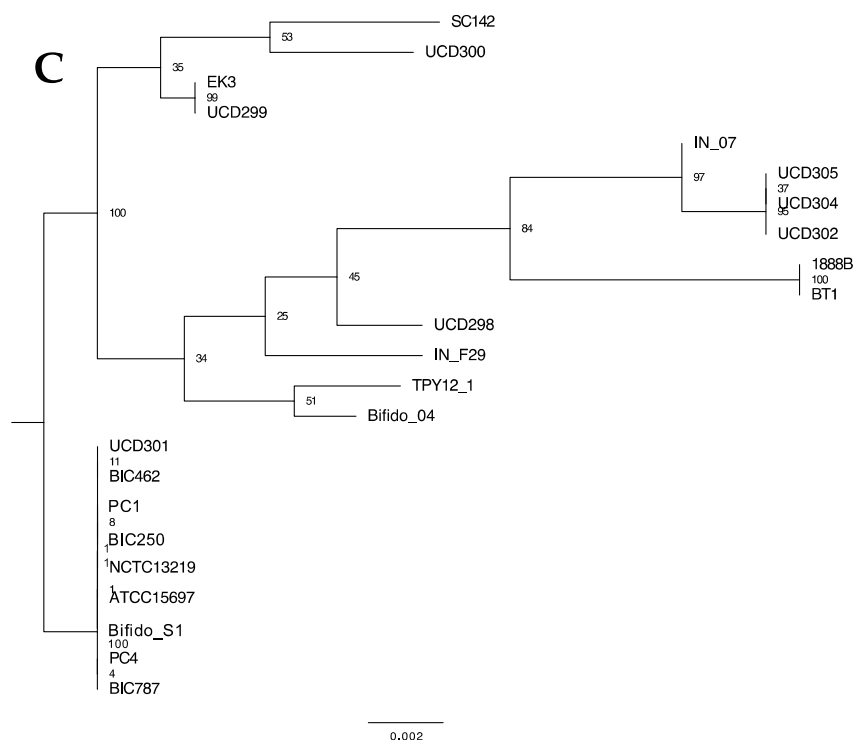 C
SC142
53
UCD300
35
EK3
99
UCD299
IN_07
97
UCD305
37
UCD304
95
UCD302
100
84
1888B
100
BT1
45
25
UCD298
34
IN_F29
TPY12_1
51
Bifido_04
UCD301
11
BIC462
PC1
8
BIC250
1
1
NCTC13219
1
ATCC15697
Bifido_S1
100
PC4
4
BIC787
0.002